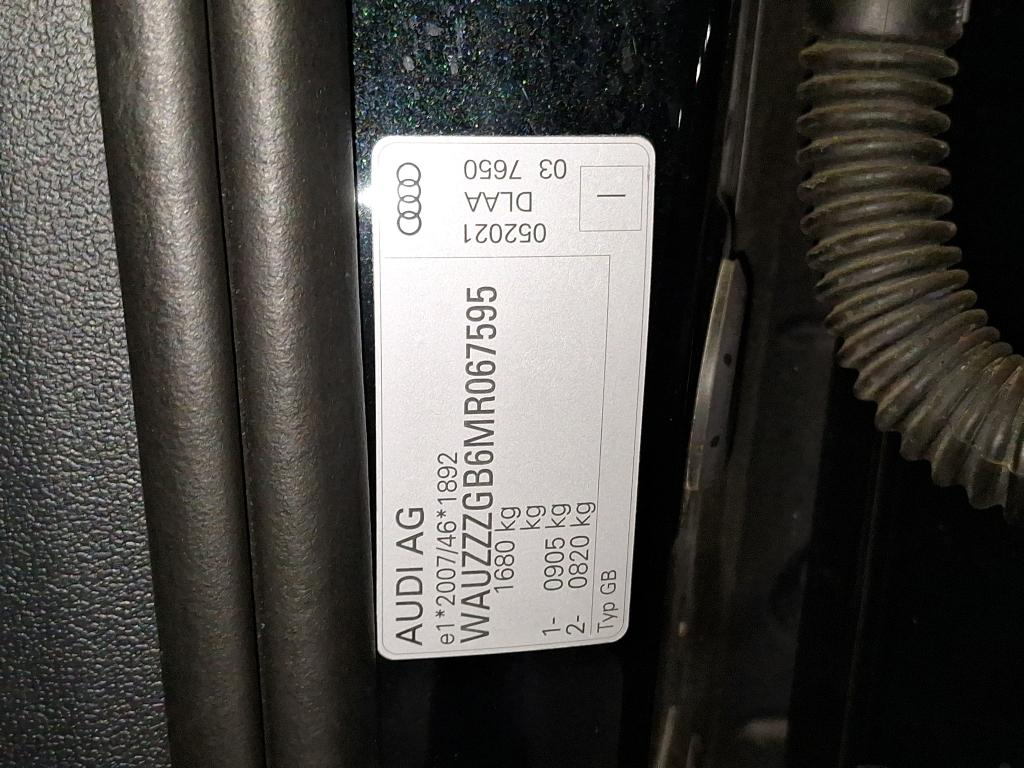 AUDI AG
e1*2007/46*1892
WAUZZZGB6MR067595
1680 kg
kg
1- 0905 kg
2- 0820 kg
Typ GB
052021
DLAA
03 7650